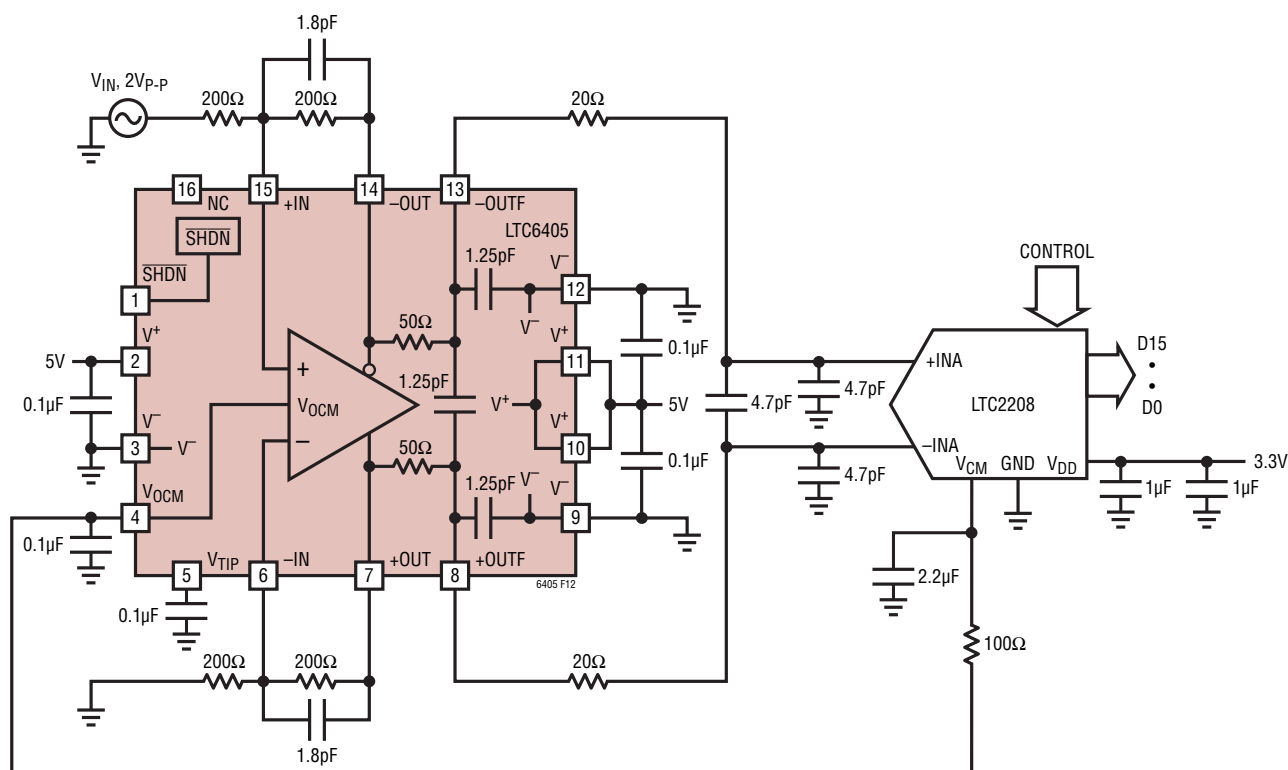 1.8pF
V_IN, 2V_P-P
200Ω
200Ω
20Ω
16
15
14
13
NC
+IN
–OUT
–OUTF
LTC6405
SHDN
SHDN
1
1.25pF
V–
12
V–
V+
2
5V
0.1µF
50Ω
0.1µF
V+
11
+
V_OCM
–
1.25pF
V+
5V
V+
10
V–
3
V–
50Ω
0.1µF
1.25pF
V–
V–
9
V_OCM
4
0.1µF
V_TIP
–IN
+OUT
+OUTF
5
6
7
8
6405 F12
0.1µF
200Ω
200Ω
20Ω
1.8pF
CONTROL
+INA
D15
D0
LTC2208
4.7pF
4.7pF
–INA
4.7pF
V_CM
GND
V_DD
3.3V
1µF
1µF
2.2µF
100Ω